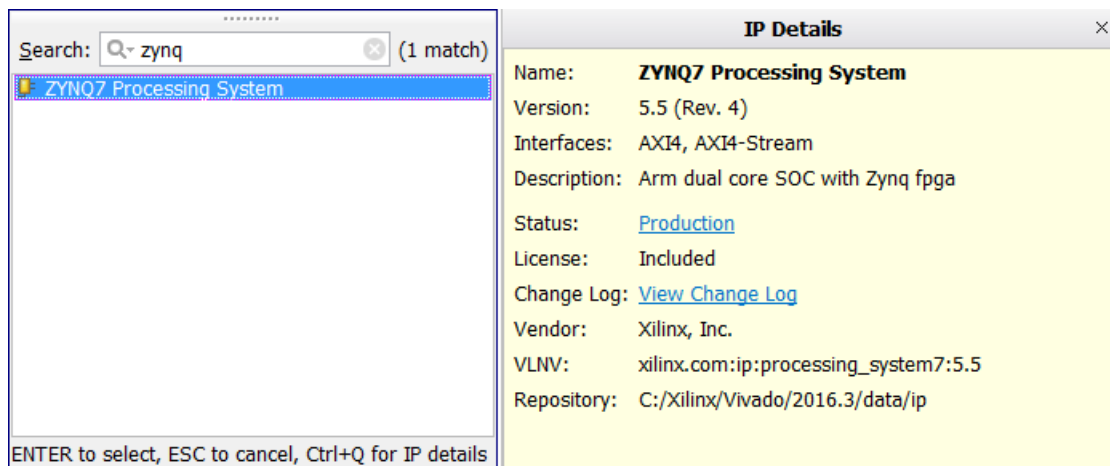 Search: zynq (1 match)
ZYNQ7 Processing System
ENTER to select, ESC to cancel, Ctrl+Q for IP details
IP Details
Name: ZYNQ7 Processing System
Version: 5.5 (Rev. 4)
Interfaces: AXI4, AXI4-Stream
Description: Arm dual core SOC with Zynq fpga
Status: Production
License: Included
Change Log: View Change Log
Vendor: Xilinx, Inc.
VLNV: xilinx.com:ip:processing_system7:5.5
Repository: C:/Xilinx/Vivado/2016.3/data/ip